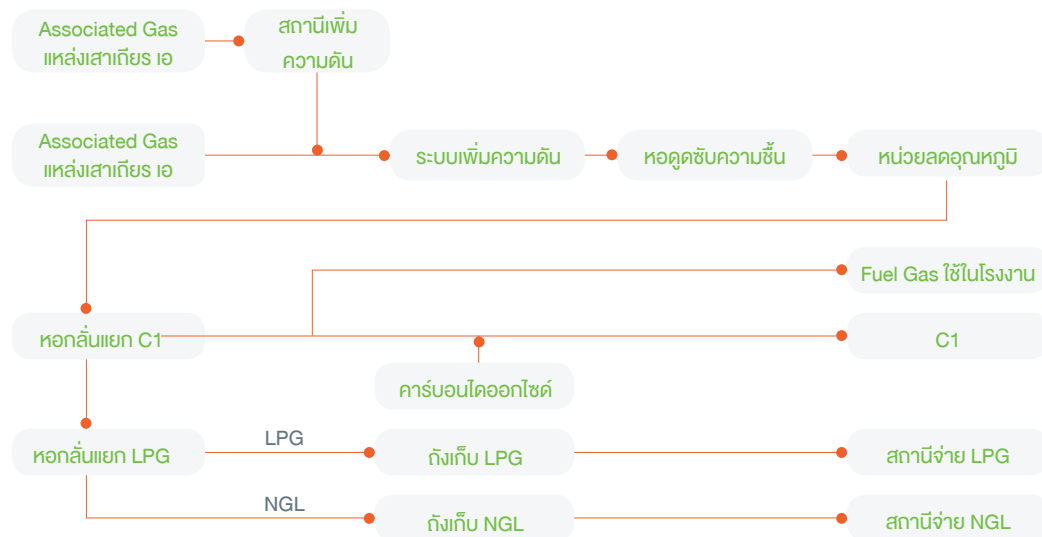 Associated Gas
แหล่งเสาเถียร เอ
สถานีเพิ่ม
ความดัน
Associated Gas
แหล่งเสาเถียร เอ
ระบบเพิ่มความดัน
หอดูดซับความชื้น
หน่วยลดอุณหภูมิ
Fuel Gas ใช้ในโรงงาน
หอกลั่นแยก C1
C1
คาร์บอนไดออกไซด์
หอกลั่นแยก LPG
LPG
ถังเก็บ LPG
สถานีจ่าย LPG
NGL
ถังเก็บ NGL
สถานีจ่าย NGL